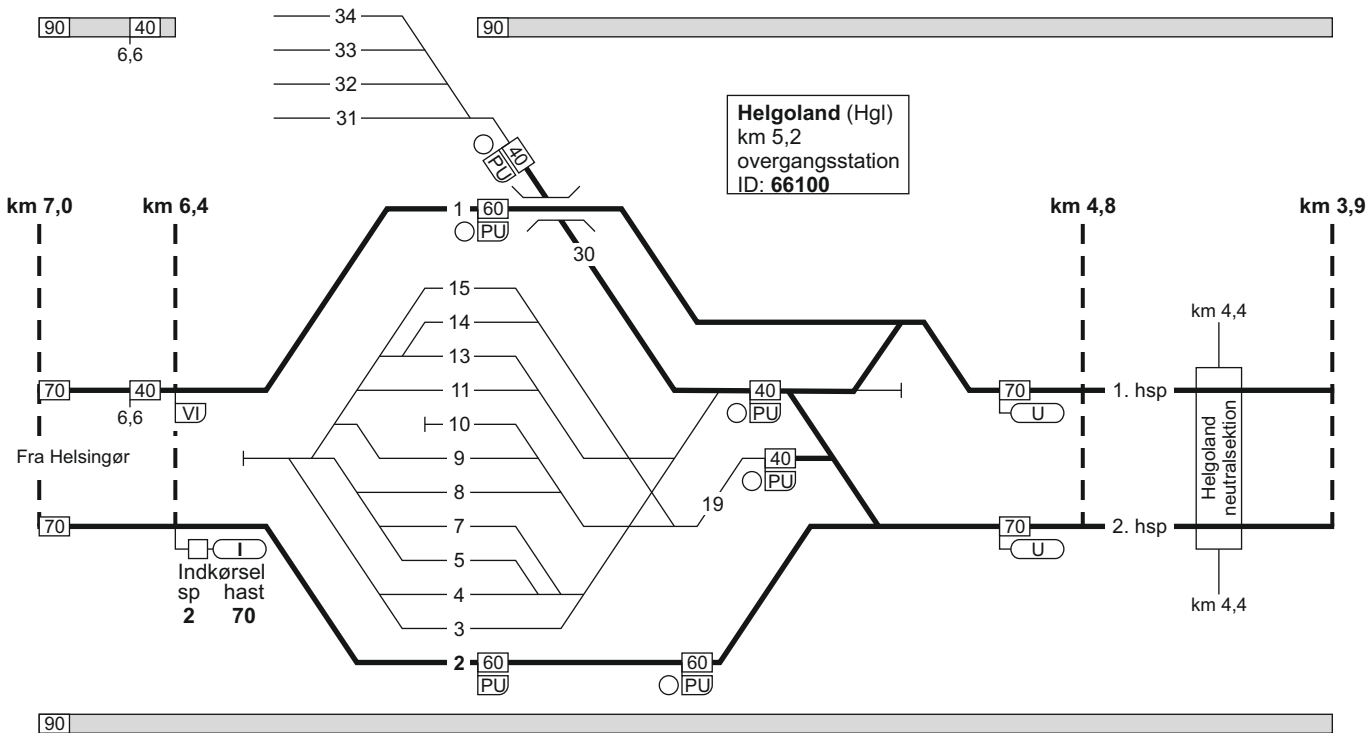 90 40
6,6
34
33
32
31
90
Helgoland (Hgl)
km 5,2
overgangsstation
ID: 66100
40
PU
km 7,0
km 6,4
1 60
PU
km 4,8
km 3,9
30
15
14
13
11
10
9
8
7
5
4
3
19
km 4,4
70
40
6,6
VI
40
PU
70
U
1. hsp
Fra Helsingør
40
PU
Helgoland
neutralsektion
70
I
Indkørsel
sp hast
2 70
70
U
2. hsp
km 4,4
2 60
PU
60
PU
90